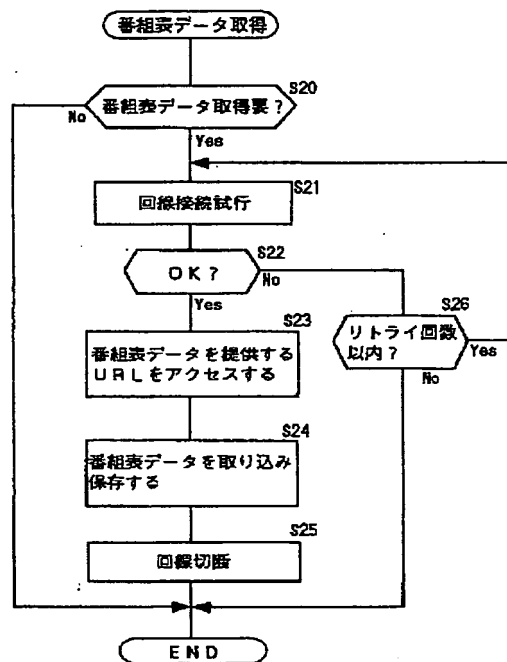 番組表データ取得
S20
番組表データ取得要？
No
Yes
S21
回線接続試行
S22
ＯＫ？
No
Yes
S23
番組表データを提供する
ＵＲＬをアクセスする
S26
リトライ回数
以内？
Yes
No
S24
番組表データを取り込み
保存する
S25
回線切断
ＥＮＤ